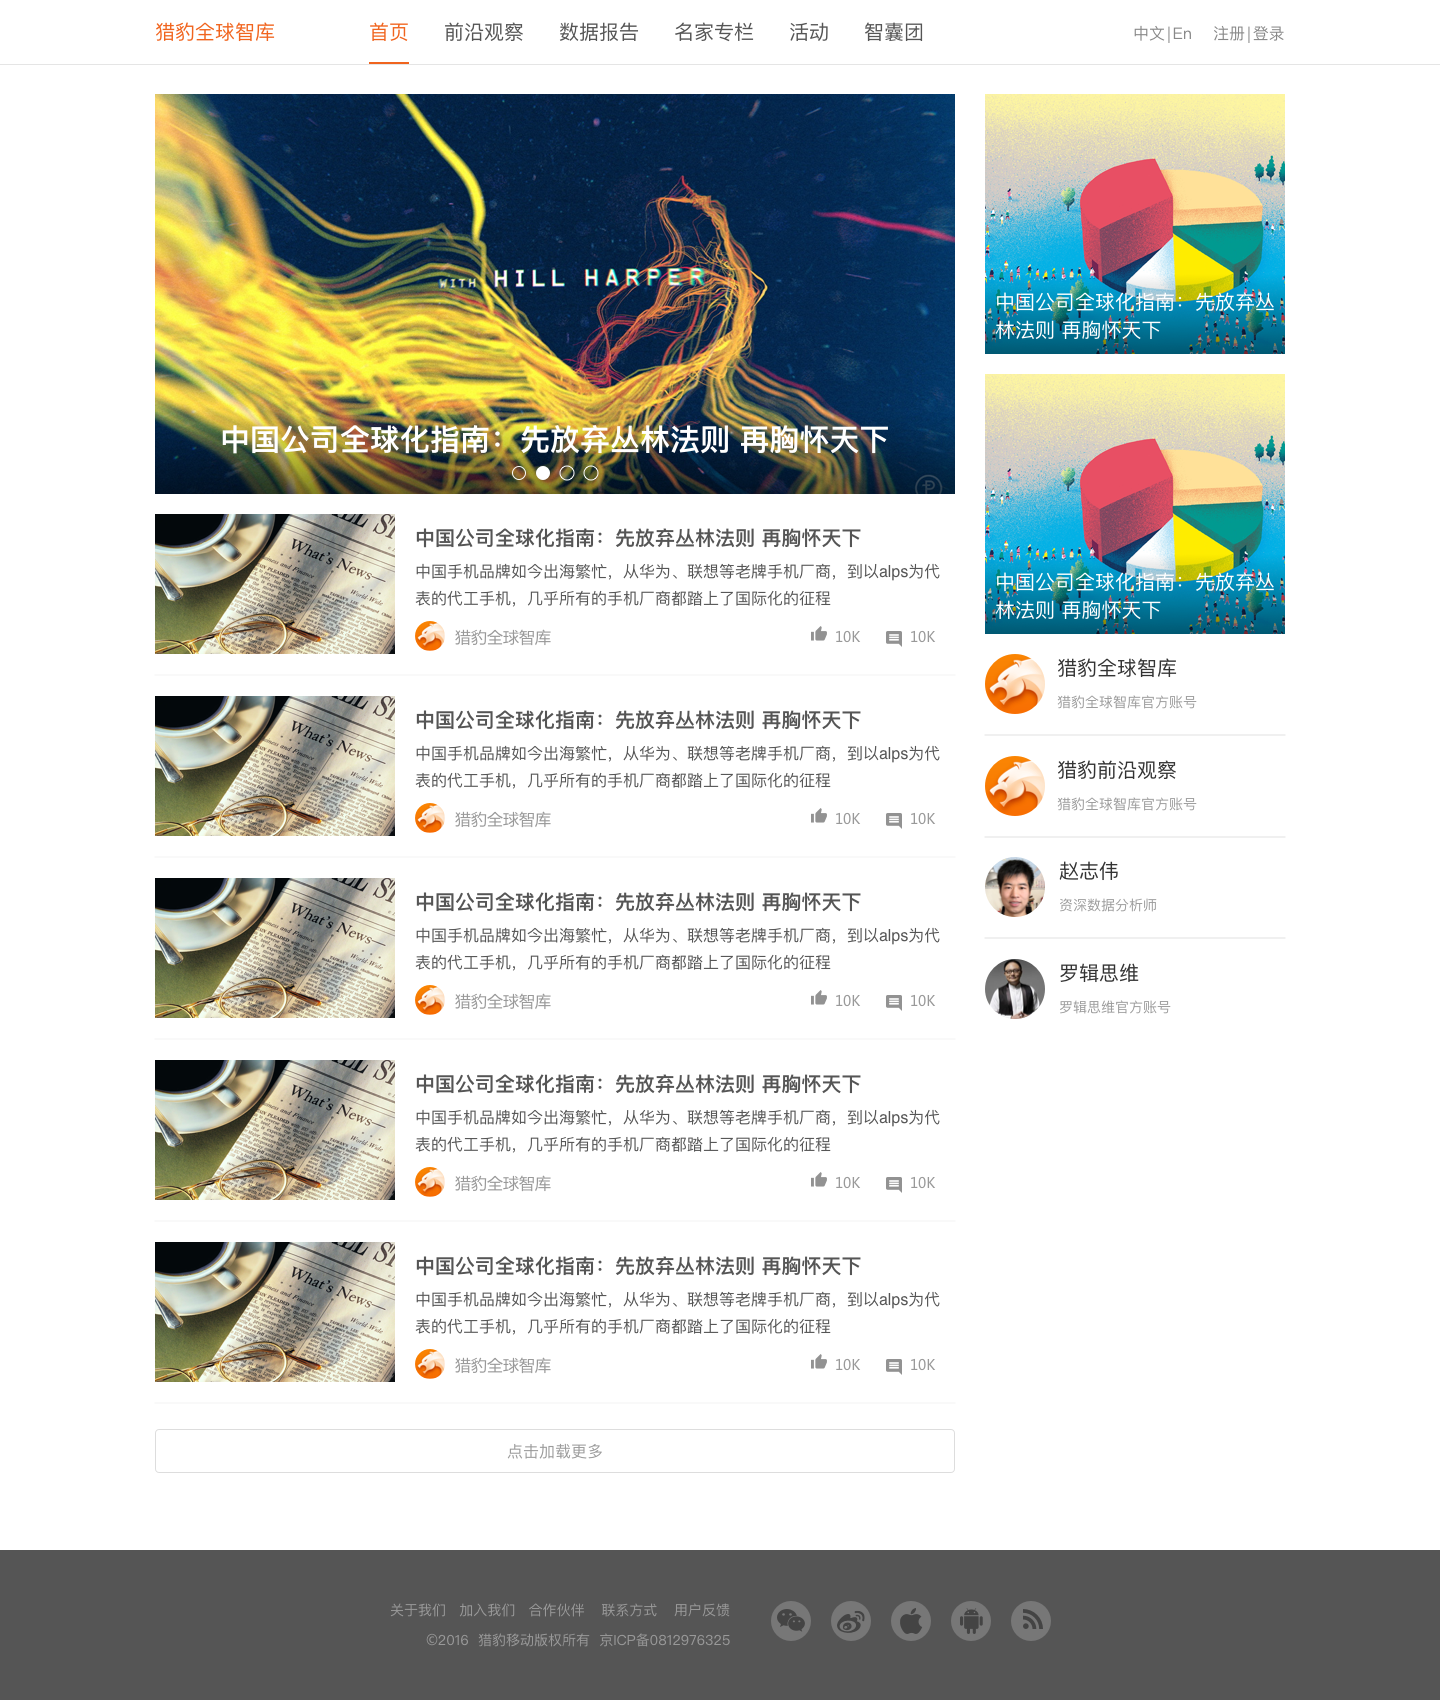 猎豹全球智库
首页 前沿观察 数据报告 名家专栏 活动 智囊团
中文|En 注册|登录
WITH HILL HARPER
中国公司全球化指南：先放弃丛林法则 再胸怀天下
中国公司全球化指南：先放弃丛
林法则 再胸怀天下
中国公司全球化指南：先放弃丛
林法则 再胸怀天下
What's News—
World-Wide
中国公司全球化指南：先放弃丛林法则 再胸怀天下
中国手机品牌如今出海繁忙，从华为、联想等老牌手机厂商，到以alps为代
表的代工手机，几乎所有的手机厂商都踏上了国际化的征程
猎豹全球智库
10K 10K
What's News—
World-Wide
中国公司全球化指南：先放弃丛林法则 再胸怀天下
中国手机品牌如今出海繁忙，从华为、联想等老牌手机厂商，到以alps为代
表的代工手机，几乎所有的手机厂商都踏上了国际化的征程
猎豹全球智库
10K 10K
What's News—
World-Wide
中国公司全球化指南：先放弃丛林法则 再胸怀天下
中国手机品牌如今出海繁忙，从华为、联想等老牌手机厂商，到以alps为代
表的代工手机，几乎所有的手机厂商都踏上了国际化的征程
猎豹全球智库
10K 10K
What's News—
World-Wide
中国公司全球化指南：先放弃丛林法则 再胸怀天下
中国手机品牌如今出海繁忙，从华为、联想等老牌手机厂商，到以alps为代
表的代工手机，几乎所有的手机厂商都踏上了国际化的征程
猎豹全球智库
10K 10K
What's News—
World-Wide
中国公司全球化指南：先放弃丛林法则 再胸怀天下
中国手机品牌如今出海繁忙，从华为、联想等老牌手机厂商，到以alps为代
表的代工手机，几乎所有的手机厂商都踏上了国际化的征程
猎豹全球智库
10K 10K
点击加载更多
猎豹全球智库
猎豹全球智库官方账号
猎豹前沿观察
猎豹全球智库官方账号
赵志伟
资深数据分析师
罗辑思维
罗辑思维官方账号
关于我们 加入我们 合作伙伴 联系方式 用户反馈
©2016 猎豹移动版权所有 京ICP备0812976325